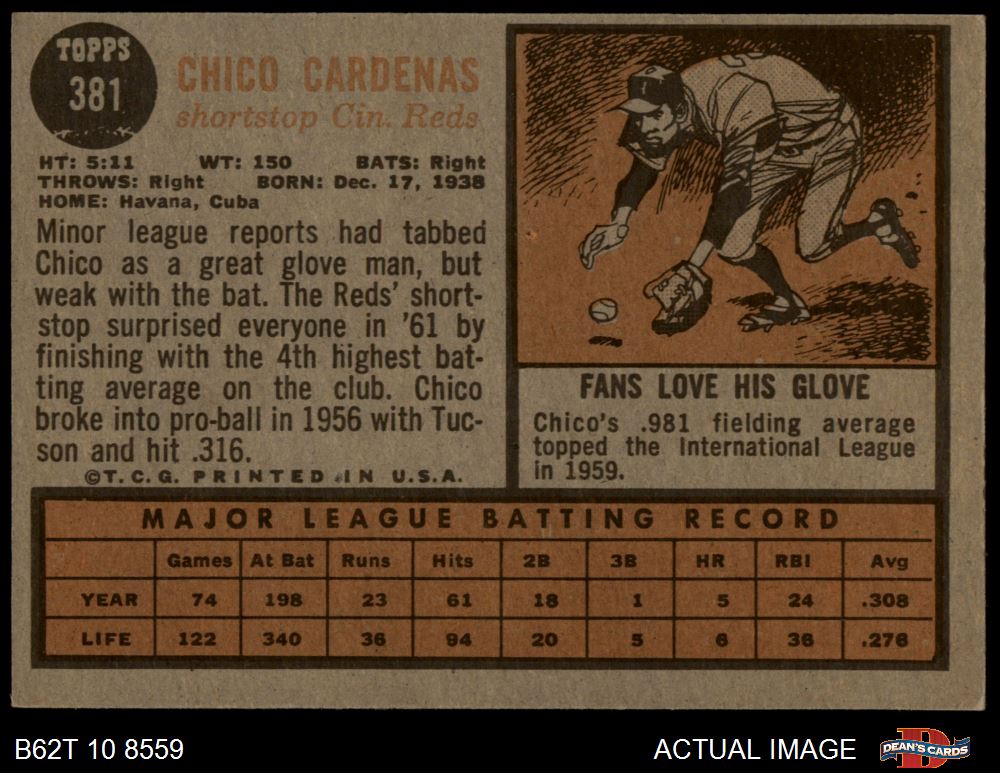 TOPPS
381
CHICO CARDENAS
shortstop Cin. Reds
HT: 5:11 WT: 150 BATS: Right
THROWS: Right BORN: Dec. 17, 1938
HOME: Havana, Cuba
Minor league reports had tabbed
Chico as a great glove man, but
weak with the bat. The Reds' short-
stop surprised everyone in '61 by
finishing with the 4th highest bat-
ting average on the club. Chico
broke into pro-ball in 1956 with Tuc-
son and hit .316.
©T.C.G. PRINTED IN U.S.A.
FANS LOVE HIS GLOVE
Chico's .981 fielding average
topped the International League
in 1959.
MAJOR LEAGUE BATTING RECORD
Games At Bat Runs Hits 2B 3B HR RBI Avg
YEAR 74 198 23 61 18 1 5 24 .308
LIFE 122 340 36 94 20 5 6 36 .276
B62T 10 8559
ACTUAL IMAGE
DEAN'S CARDS